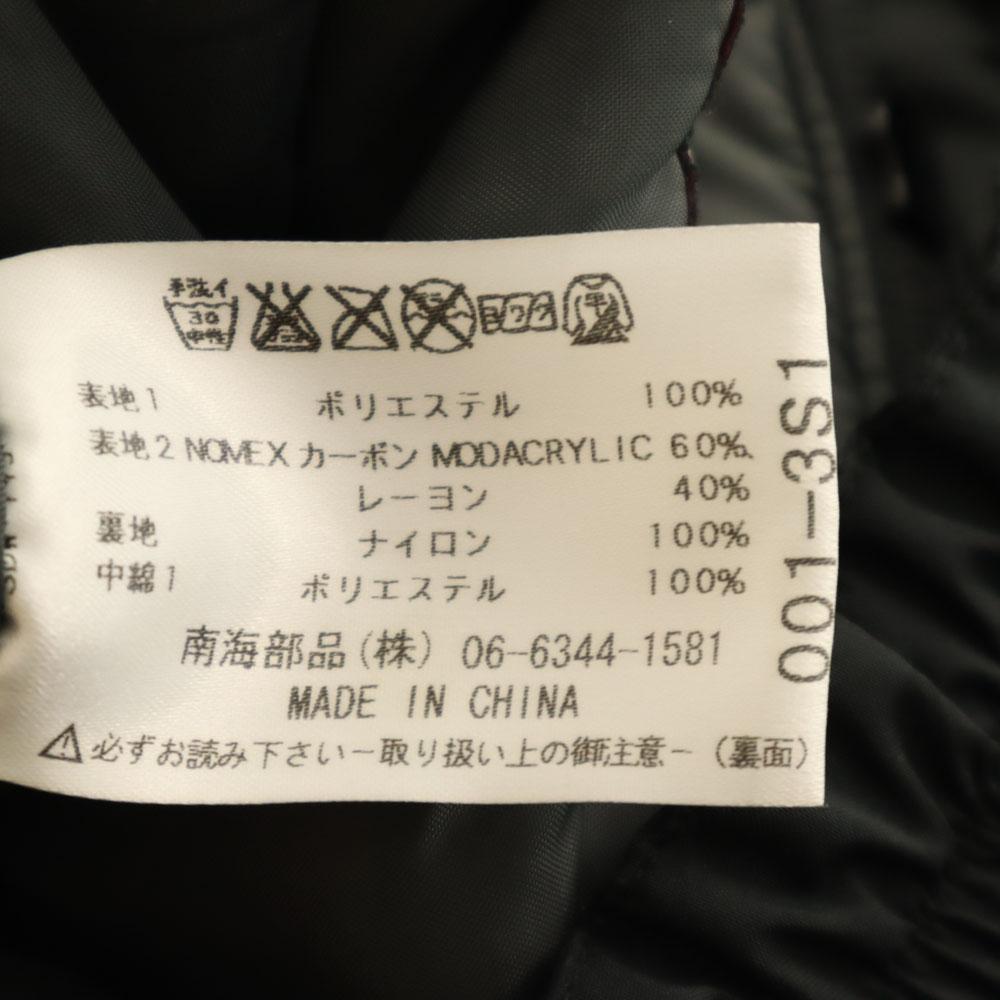 手洗イ
30
中性
表地1 ポリエステル 100%
表地2 NOMEX カーボン MODACRYLIC 60%、
レーヨン 40%
裏地 ナイロン 100%
中綿1 ポリエステル 100%
南海部品(株) 06-6344-1581
MADE IN CHINA
⚠必ずお読み下さい－取り扱い上の御注意－(裏面)
001-3S1